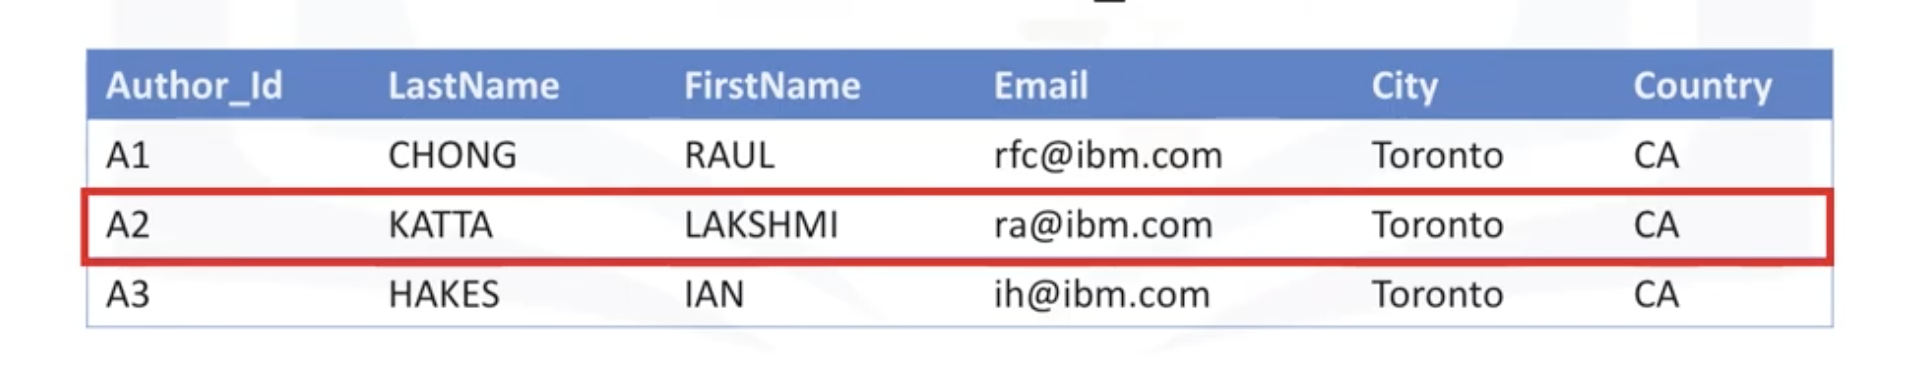 Author_Id LastName FirstName Email City Country
A1 CHONG RAUL rfc@ibm.com Toronto CA
A2 KATTA LAKSHMI ra@ibm.com Toronto CA
A3 HAKES IAN ih@ibm.com Toronto CA